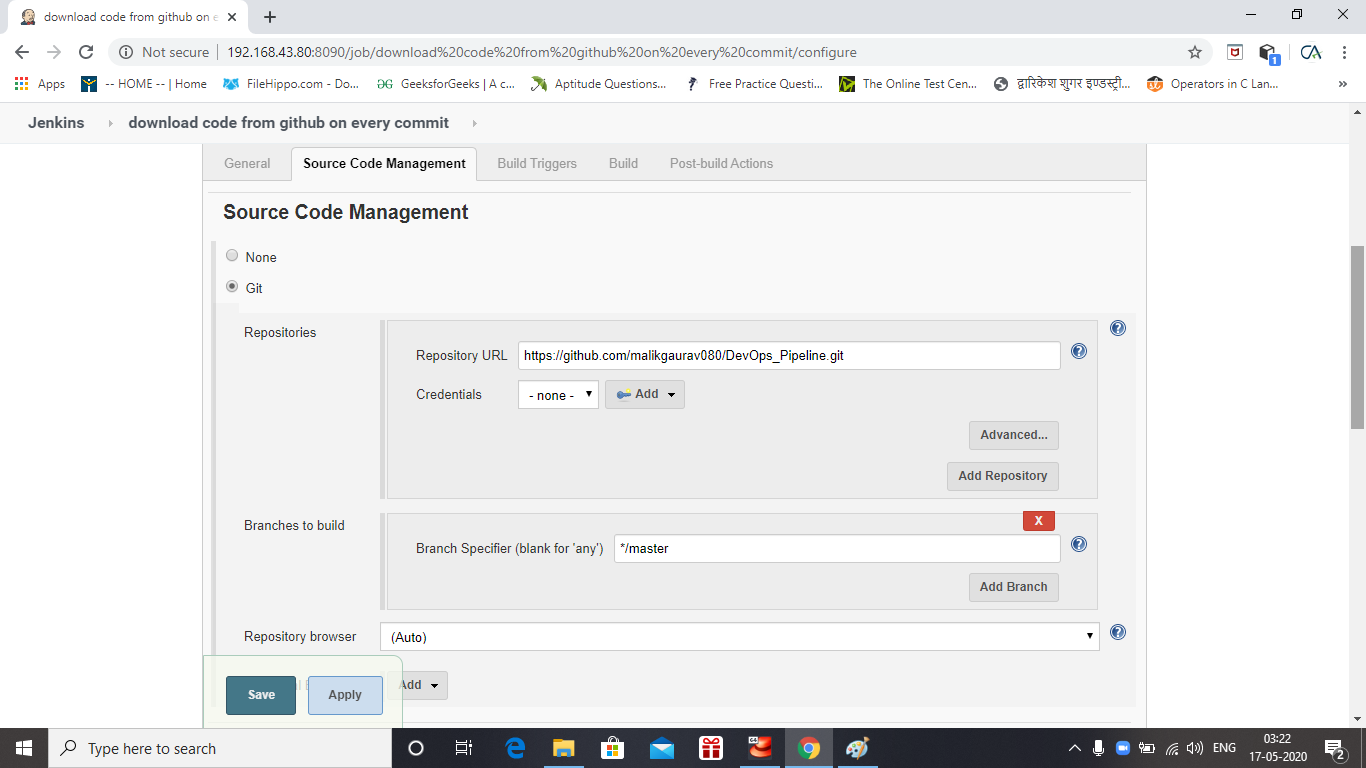 download code from github on e
Not secure
192.168.43.80:8090/job/download%20code%20from%20github%20on%20every%20commit/configure
1
Apps
-- HOME -- | Home
FileHippo.com - Do...
GeeksforGeeks | A c...
Aptitude Questions...
Free Practice Questi...
The Online Test Cen...
द्वारिकेश शुगर इण्डस्ट्री...
Operators in C Lan...
Jenkins
download code from github on every commit
General
Source Code Management
Build Triggers
Build
Post-build Actions
Source Code Management
None
Git
Repositories
Repository URL
https://github.com/malikgaurav080/DevOps_Pipeline.git
Credentials
- none -
Add
Advanced...
Add Repository
Branches to build
X
Branch Specifier (blank for 'any')
*/master
Add Branch
Repository browser
(Auto)
Save
Apply
Add
Type here to search
ENG
03:22
17-05-2020
2